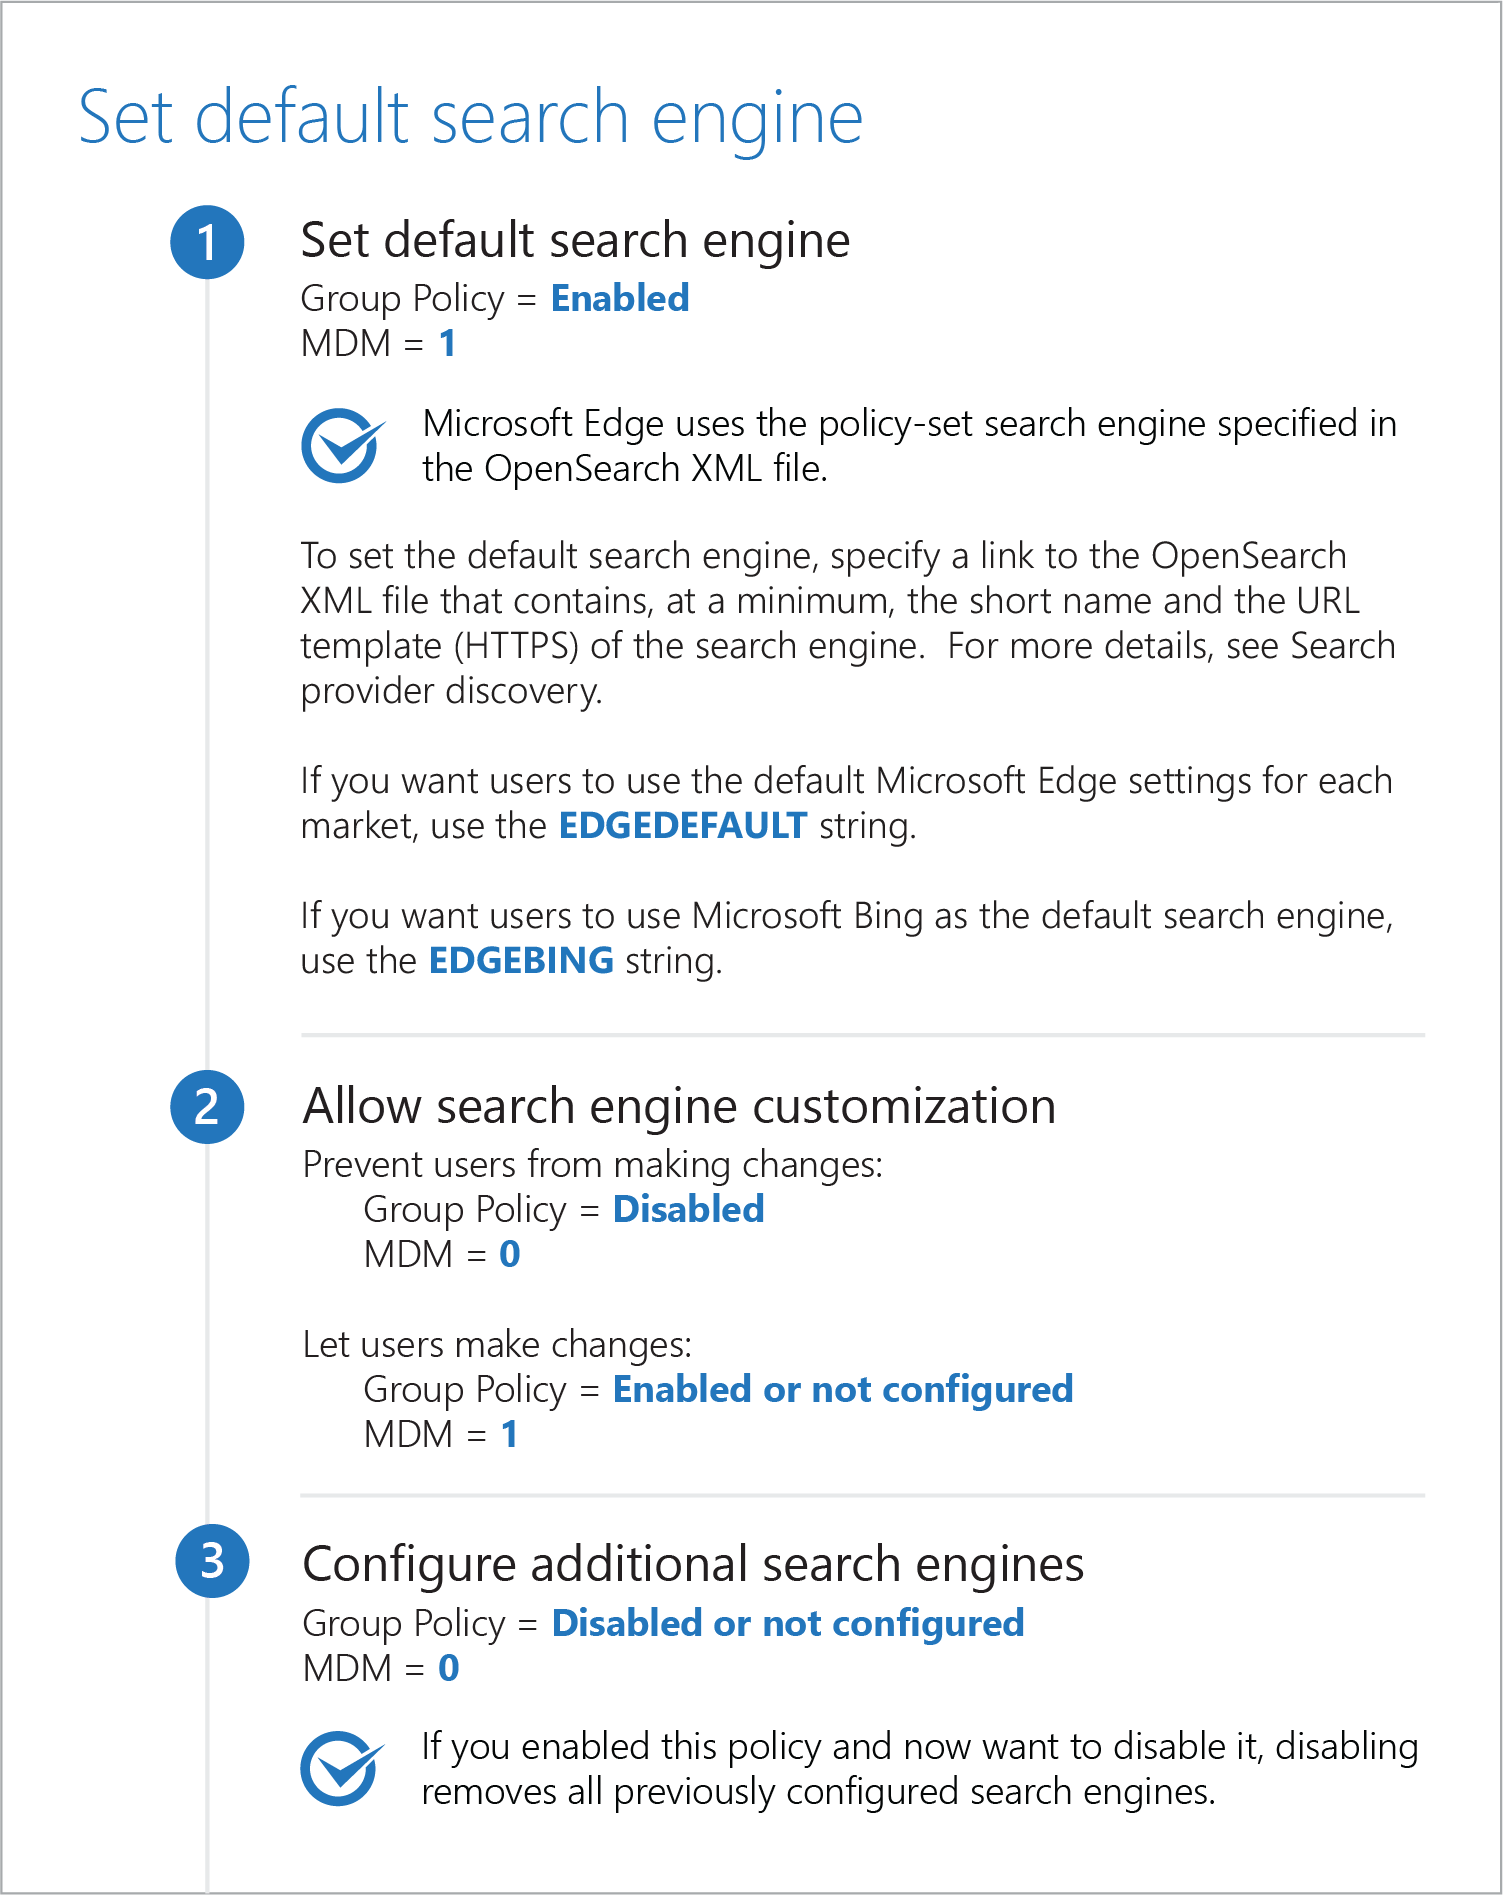 Set default search engine
1
Set default search engine
Group Policy = Enabled
MDM = 1
Microsoft Edge uses the policy-set search engine specified in
the OpenSearch XML file.
To set the default search engine, specify a link to the OpenSearch
XML file that contains, at a minimum, the short name and the URL
template (HTTPS) of the search engine.  For more details, see Search
provider discovery.
If you want users to use the default Microsoft Edge settings for each
market, use the EDGEDEFAULT string.
If you want users to use Microsoft Bing as the default search engine,
use the EDGEBING string.
2
Allow search engine customization
Prevent users from making changes:
Group Policy = Disabled
MDM = 0
Let users make changes:
Group Policy = Enabled or not configured
MDM = 1
3
Configure additional search engines
Group Policy = Disabled or not configured
MDM = 0
If you enabled this policy and now want to disable it, disabling
removes all previously configured search engines.